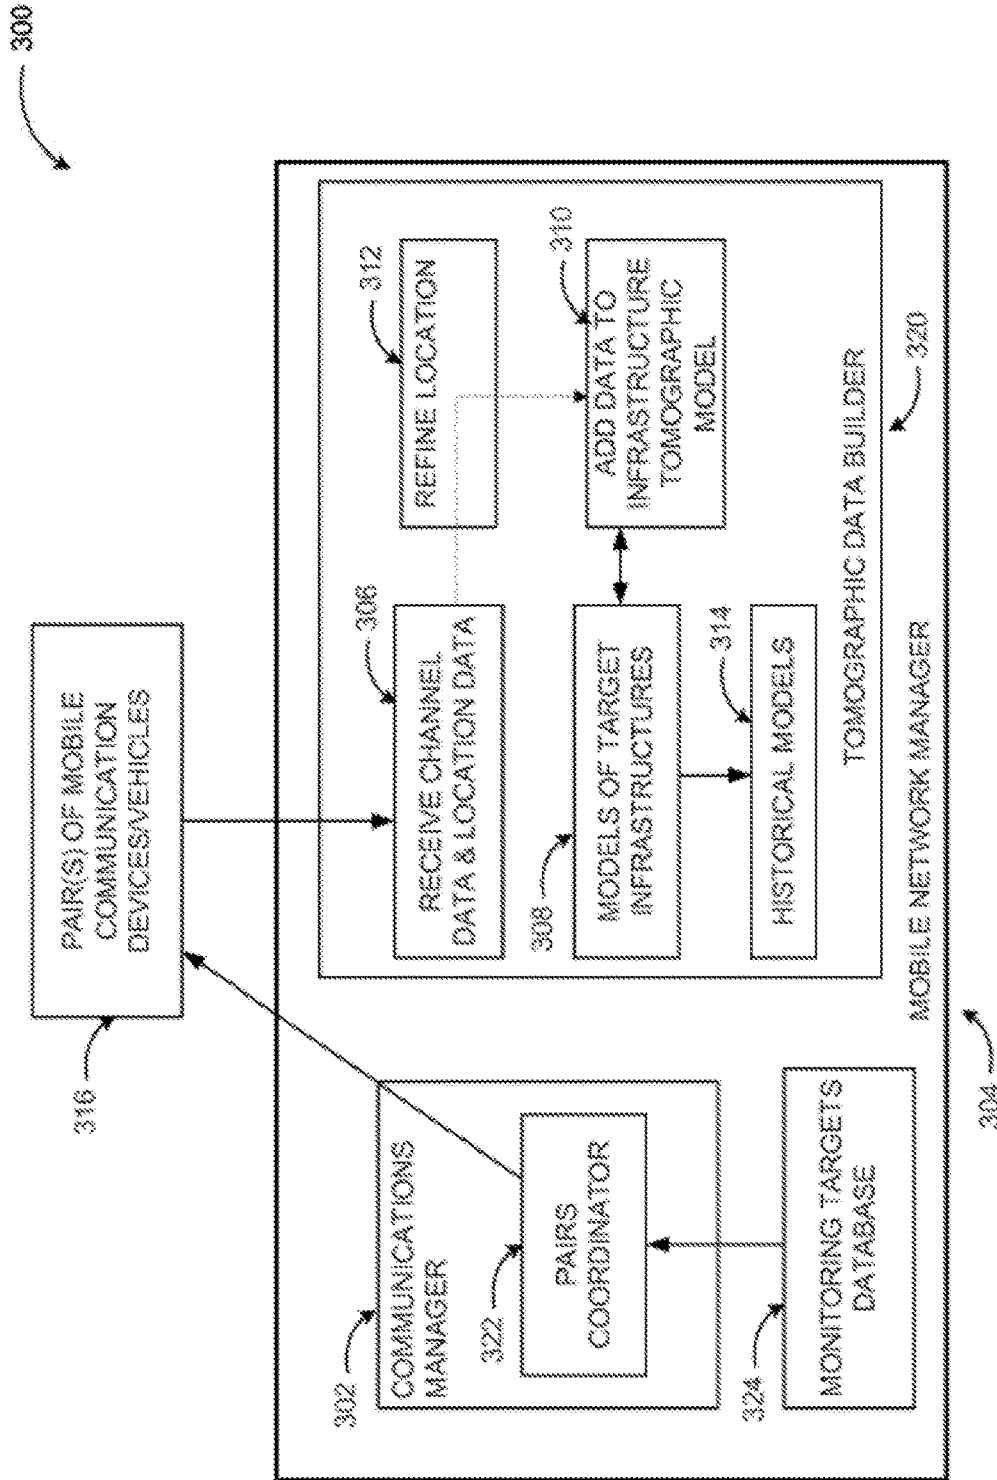 300
PAIR(S) OF MOBILE
COMMUNICATION
DEVICES/VEHICLES
316
302
COMMUNICATIONS
MANAGER
322
PAIRS
COORDINATOR
324
MONITORING TARGETS
DATABASE
306
RECEIVE CHANNEL
DATA & LOCATION DATA
312
REFINE LOCATION
308
MODELS OF TARGET
INFRASTRUCTURES
310
ADD DATA TO
INFRASTRUCTURE
TOMOGRAPHIC
MODEL
314
HISTORICAL MODELS
TOMOGRAPHIC DATA BUILDER
320
MOBILE NETWORK MANAGER
304